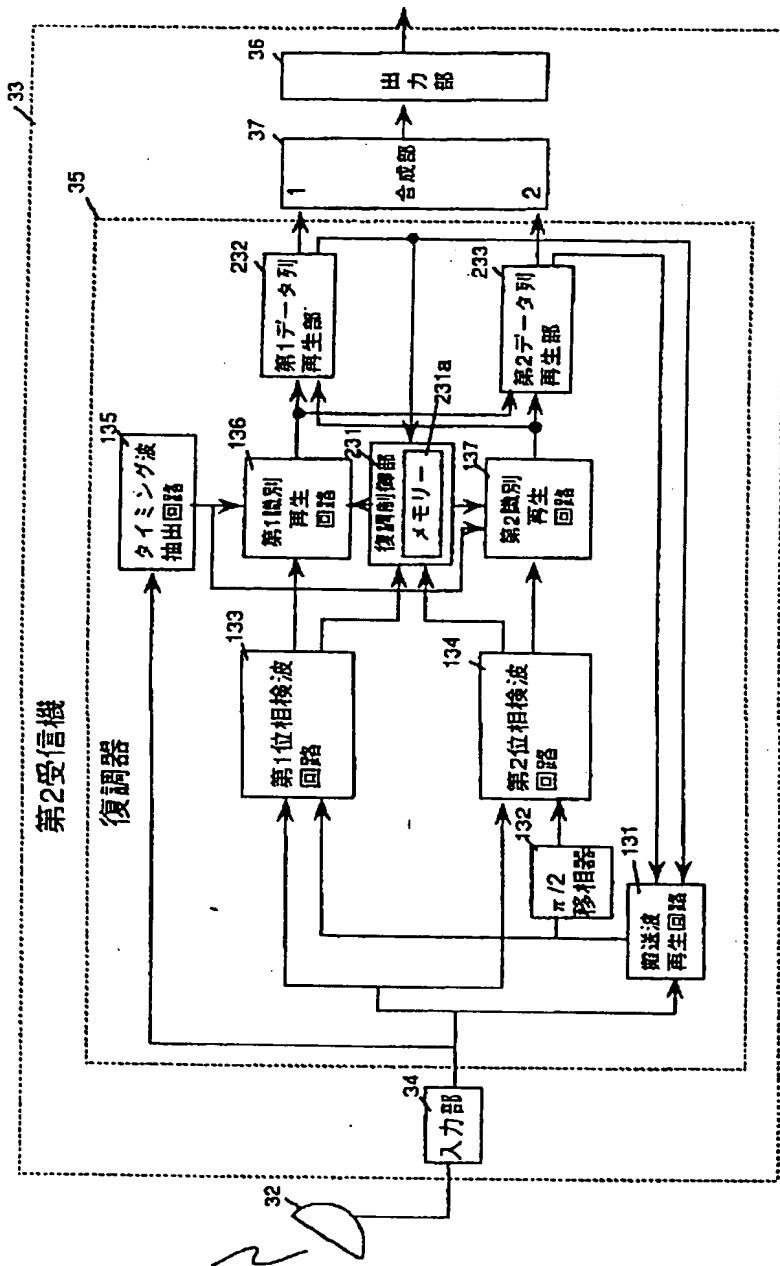 第2受信機
33
復調器
35
32
34
入力部
135
タイミング波
抽出回路
133
第1位相検波
回路
134
第2位相検波
回路
132
π/2
移相器
131
搬送波
再生回路
136
第1識別
再生
回路
231
復調制御部
231a
メモリー
137
第2識別
再生
回路
232
第1データ列
再生部
233
第2データ列
再生部
37
1
合成部
2
36
出力部